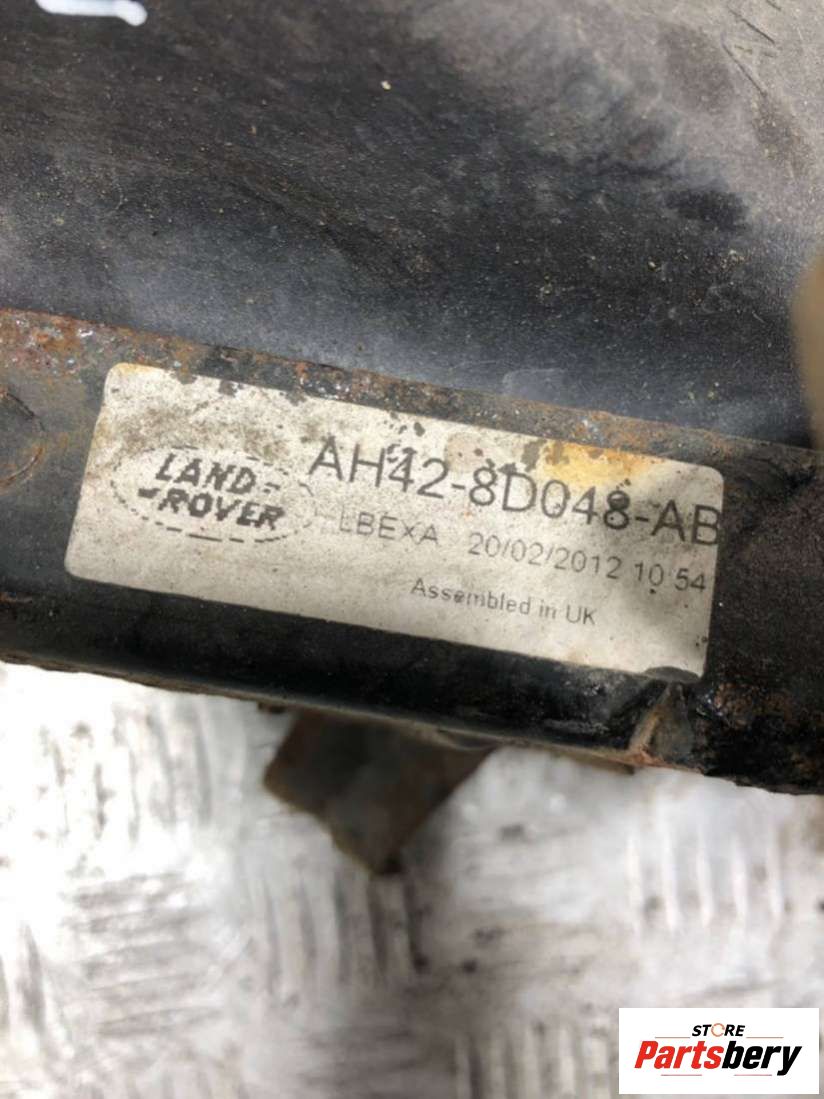 LAND-
-ROVER
AH42-8D048-AB
LBEXA 20/02/2012 10 54
Assembled in UK
STORE
Partsbery